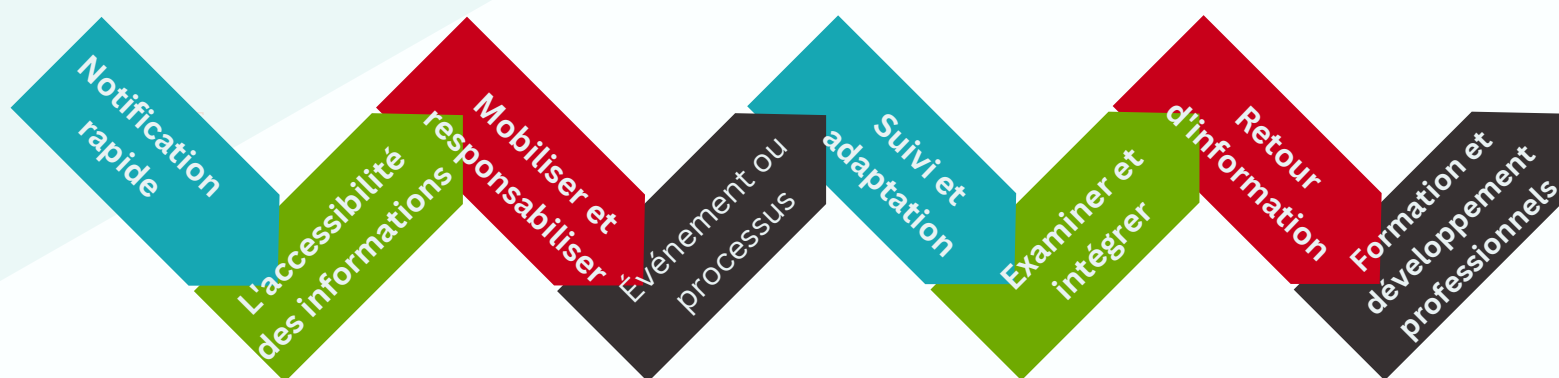 Notification
rapide
L'accessibilité
des informations
Mobiliser et
responsabiliser
Événement ou
processus
Suivi et
adaptation
Examiner et
intégrer
Retour
d'information
Formation et
développement
professionnels